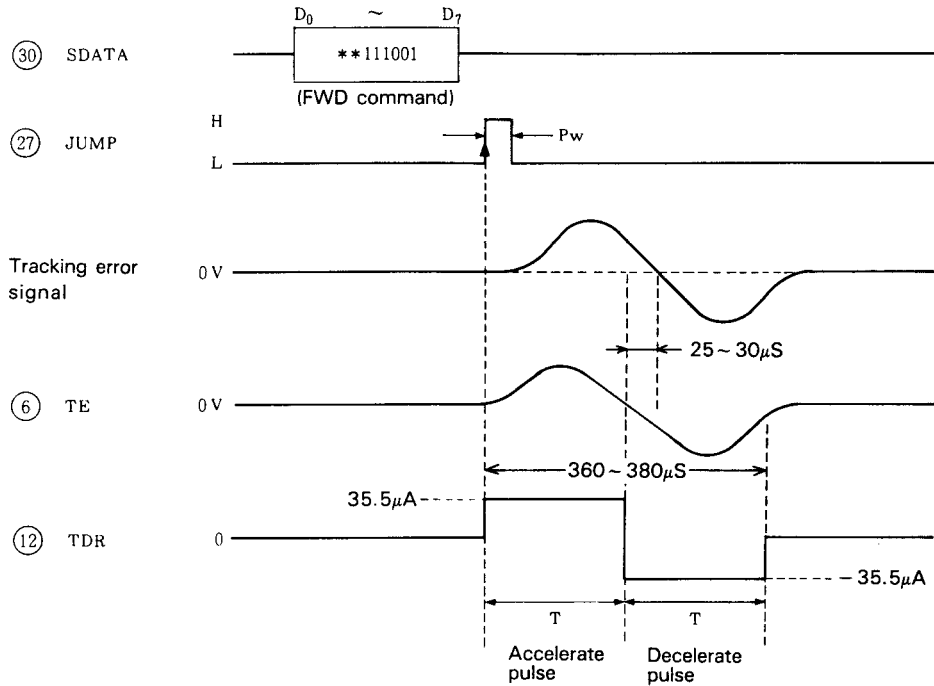 D₀ ～ D₇
㉚ SDATA
**111001
(FWD command)
H
㉗ JUMP
Pw
L
Tracking error
signal
0 V
25～30μS
⑥ TE
0 V
360～380μS
35.5μA
⑫ TDR
0
－35.5μA
T T
Accelerate
pulse
Decelerate
pulse